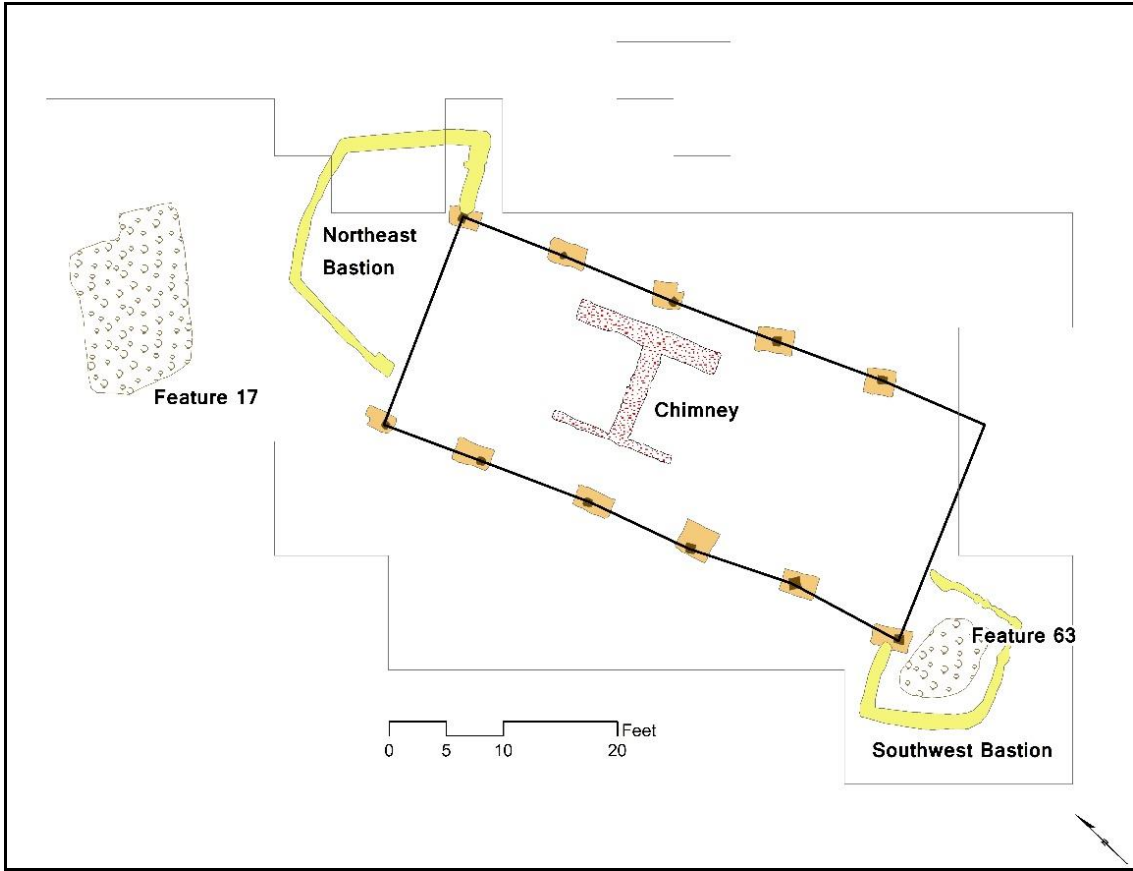 Northeast
Bastion
Feature 17
Chimney
Feature 63
Feet
0 5 10 20
Southwest Bastion